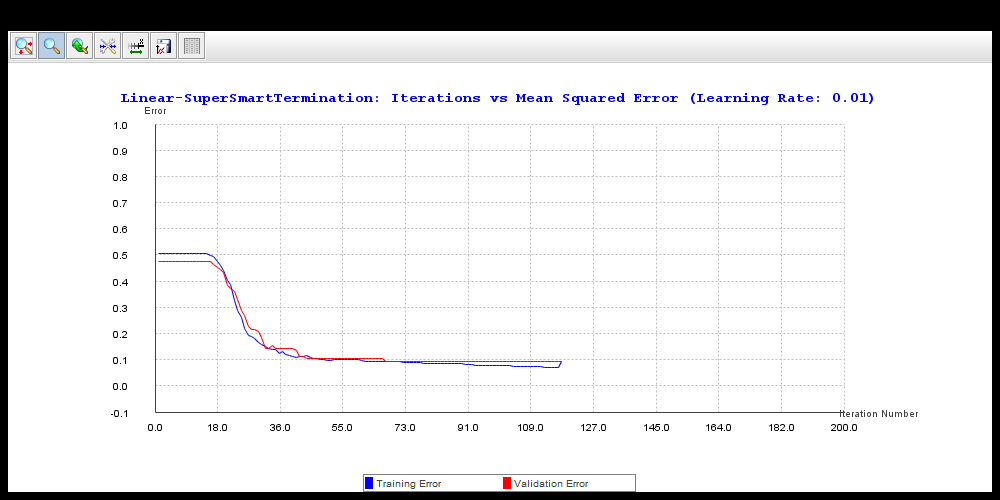 Linear-SuperSmartTermination: Iterations vs Mean Squared Error (Learning Rate: 0.01)
Error
1.0
0.9
0.8
0.7
0.6
0.5
0.4
0.3
0.2
0.1
0.0
-0.1
Iteration Number
0.0 18.0 36.0 55.0 73.0 91.0 109.0 127.0 145.0 164.0 182.0 200.0
Training Error Validation Error